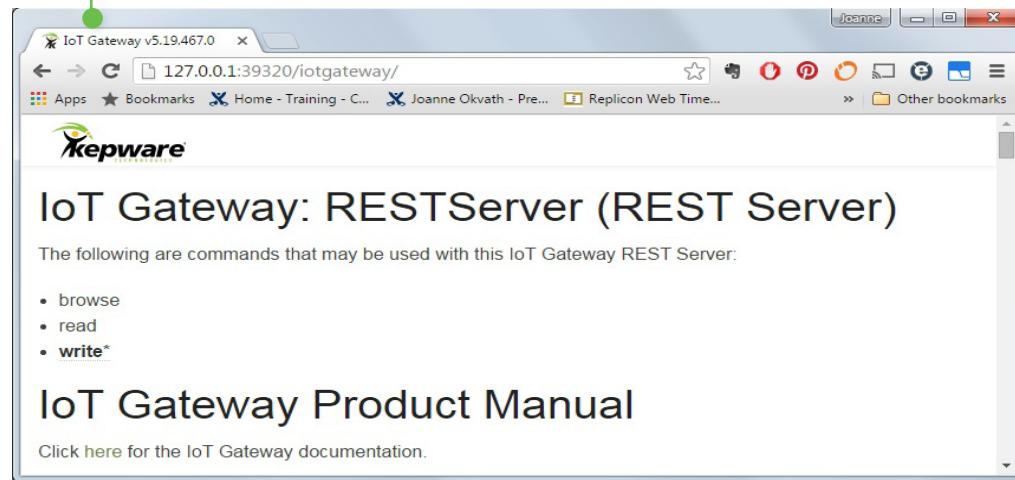 Joanne
IoT Gateway v5.19.467.0
127.0.0.1:39320/iotgateway/
Apps Bookmarks Home - Training - C... Joanne Okvath - Pre... Replicon Web Time... » Other bookmarks
kepware
IoT Gateway: RESTServer (REST Server)
The following are commands that may be used with this IoT Gateway REST Server:
• browse
• read
• write*
IoT Gateway Product Manual
Click here for the IoT Gateway documentation.